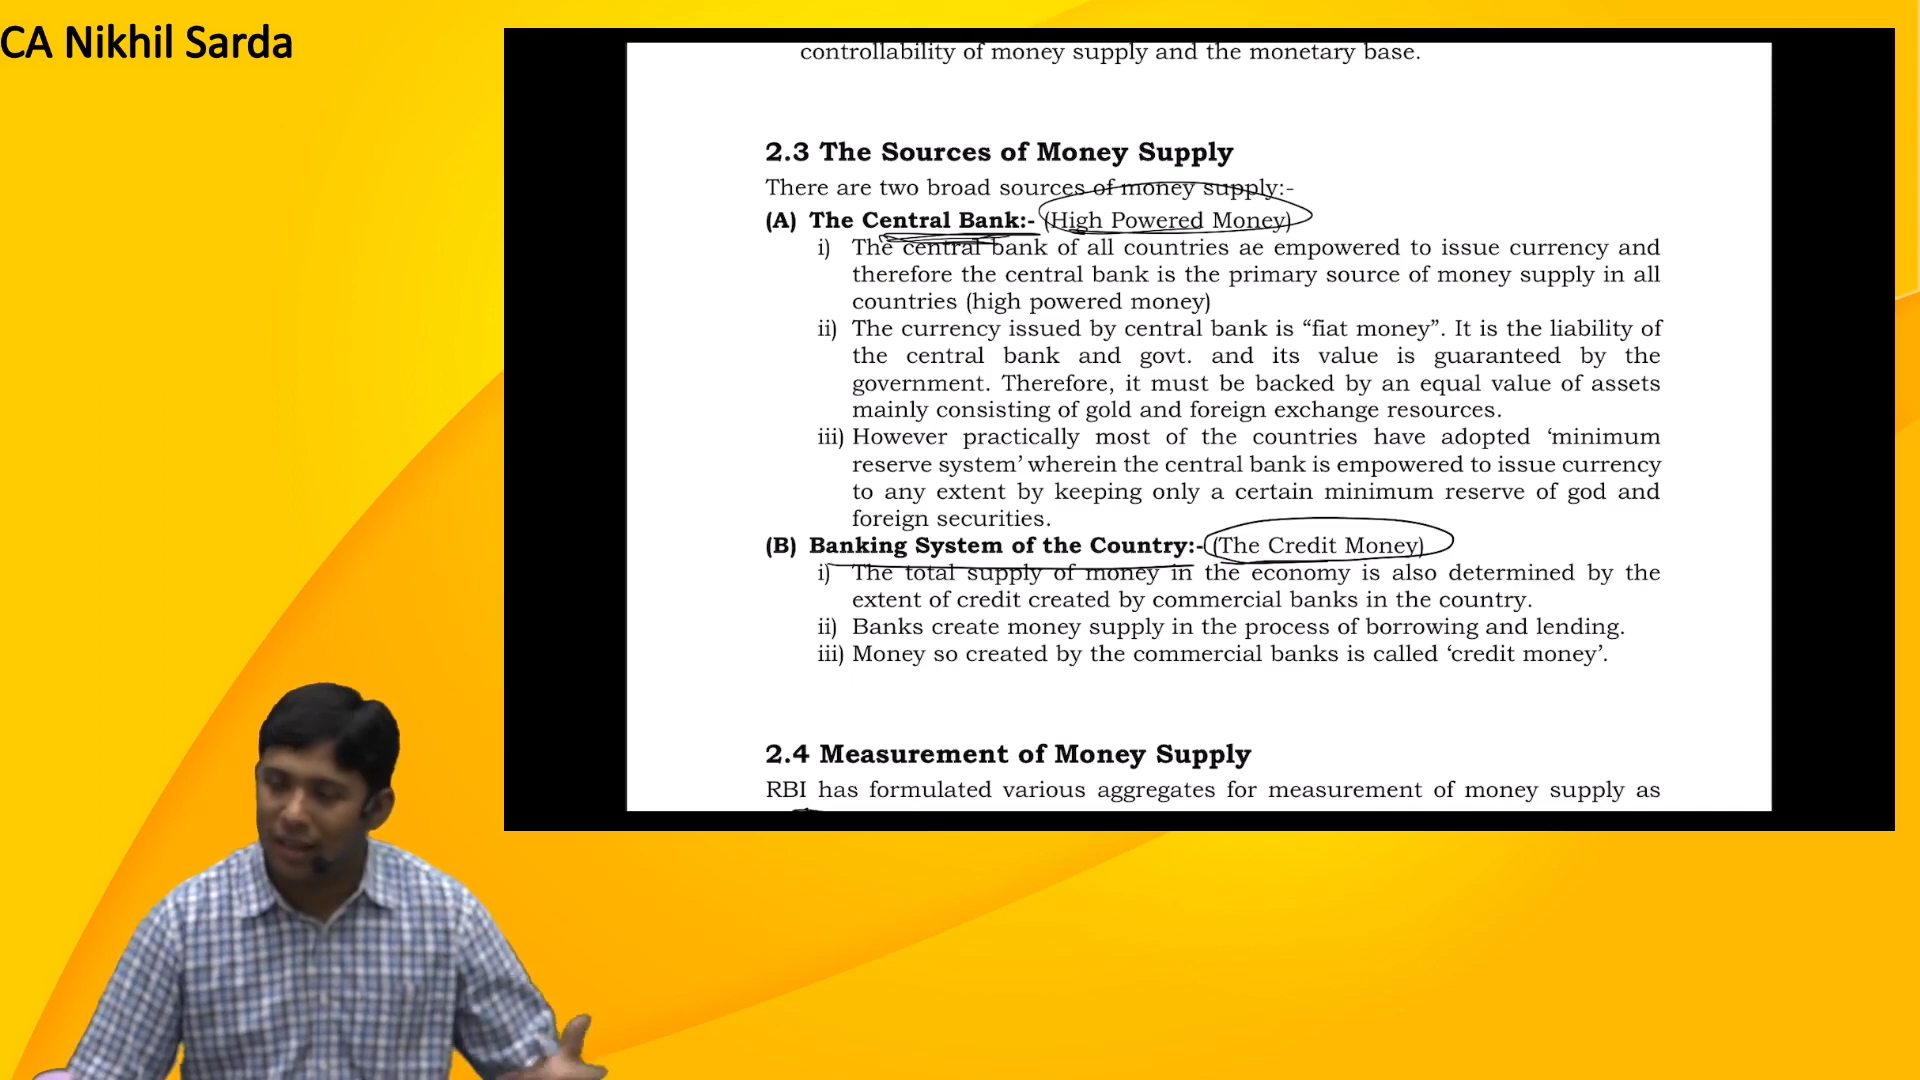 CA Nikhil Sarda
controllability of money supply and the monetary base.
2.3 The Sources of Money Supply
There are two broad sources of money supply:-
(A) The Central Bank:- (High Powered Money)
i) The central bank of all countries ae empowered to issue currency and
therefore the central bank is the primary source of money supply in all
countries (high powered money)
ii) The currency issued by central bank is “fiat money”. It is the liability of
the central bank and govt. and its value is guaranteed by the
government. Therefore, it must be backed by an equal value of assets
mainly consisting of gold and foreign exchange resources.
iii) However practically most of the countries have adopted ‘minimum
reserve system’ wherein the central bank is empowered to issue currency
to any extent by keeping only a certain minimum reserve of god and
foreign securities.
(B) Banking System of the Country:- (The Credit Money)
i) The total supply of money in the economy is also determined by the
extent of credit created by commercial banks in the country.
ii) Banks create money supply in the process of borrowing and lending.
iii) Money so created by the commercial banks is called ‘credit money’.
2.4 Measurement of Money Supply
RBI has formulated various aggregates for measurement of money supply as